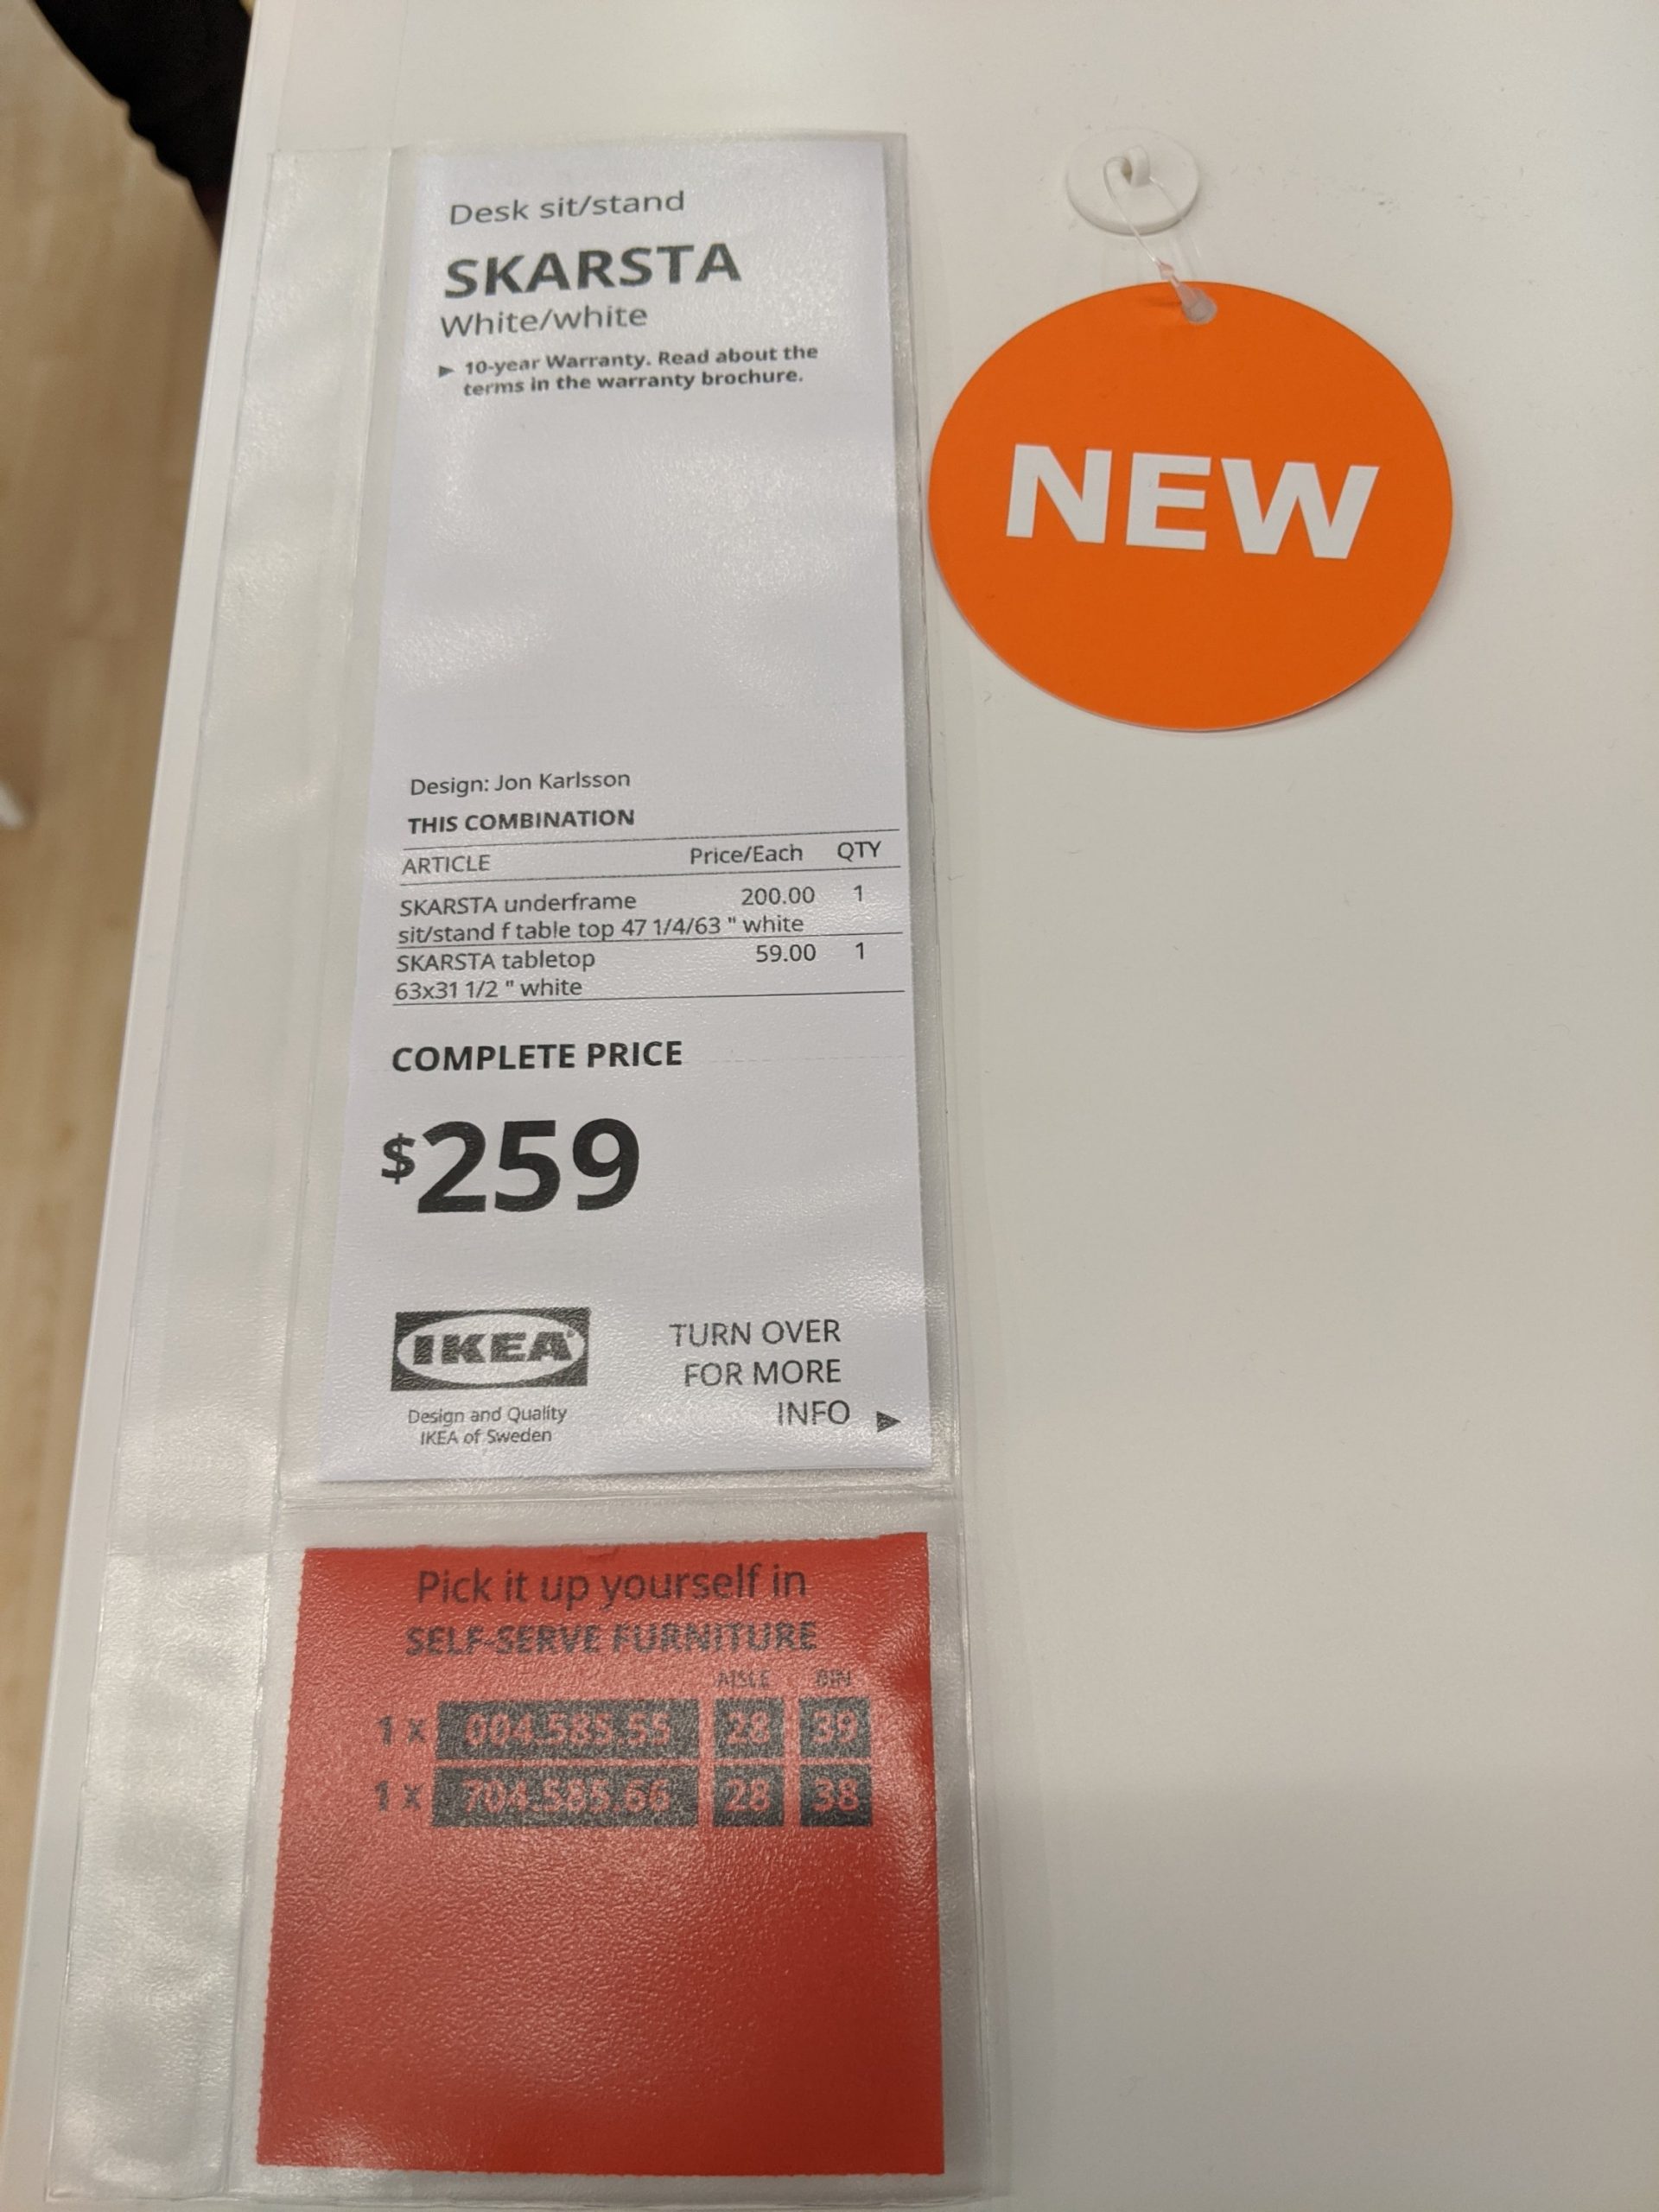 Desk sit/stand
SKARSTA
White/white
► 10-year Warranty. Read about the
terms in the warranty brochure.
NEW
Design: Jon Karlsson
THIS COMBINATION
ARTICLE Price/Each QTY
SKARSTA underframe 200.00 1
sit/stand f table top 47 1/4/63 " white
SKARSTA tabletop 59.00 1
63x31 1/2 " white
COMPLETE PRICE
$259
IKEA®
Design and Quality
IKEA of Sweden
TURN OVER
FOR MORE
INFO ►
Pick it up yourself in
SELF-SERVE FURNITURE
AISLE BIN
1 x 004.585.55 28 39
1 x 704.585.66 28 38